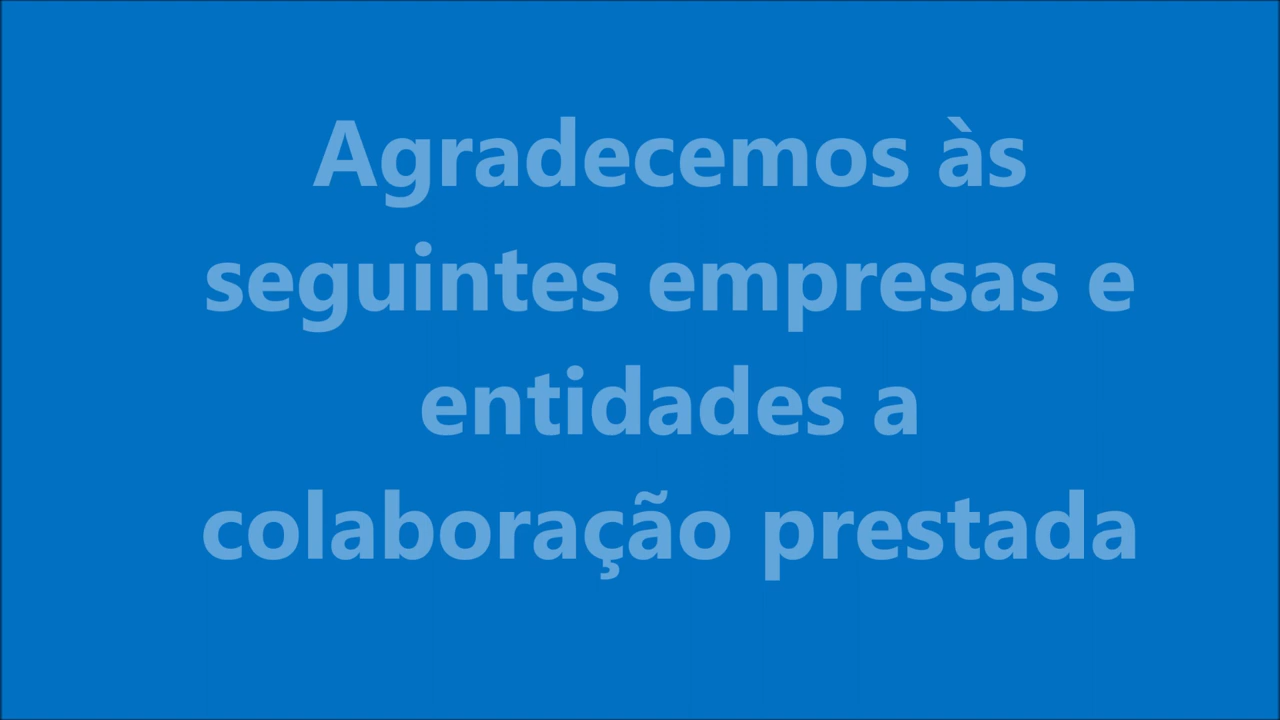 Agradecemos às
seguintes empresas e
entidades a
colaboração prestada